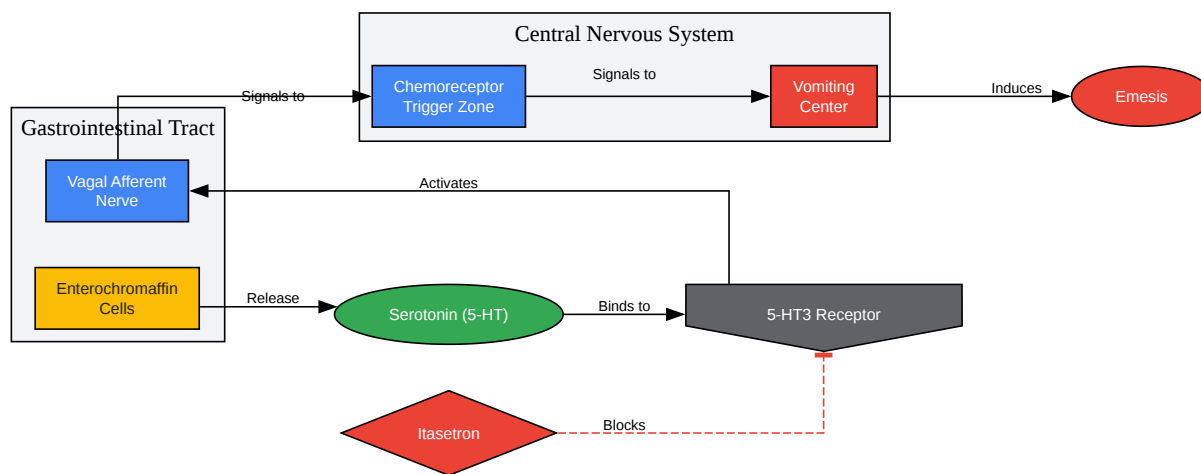 Central Nervous System
Chemoreceptor
Trigger Zone
Signals to
Vomiting
Center
Induces
Emesis
Signals to
Gastrointestinal Tract
Vagal Afferent
Nerve
Activates
Enterochromaffin
Cells
Release
Serotonin (5-HT)
Binds to
5-HT3 Receptor
Itasetron
Blocks